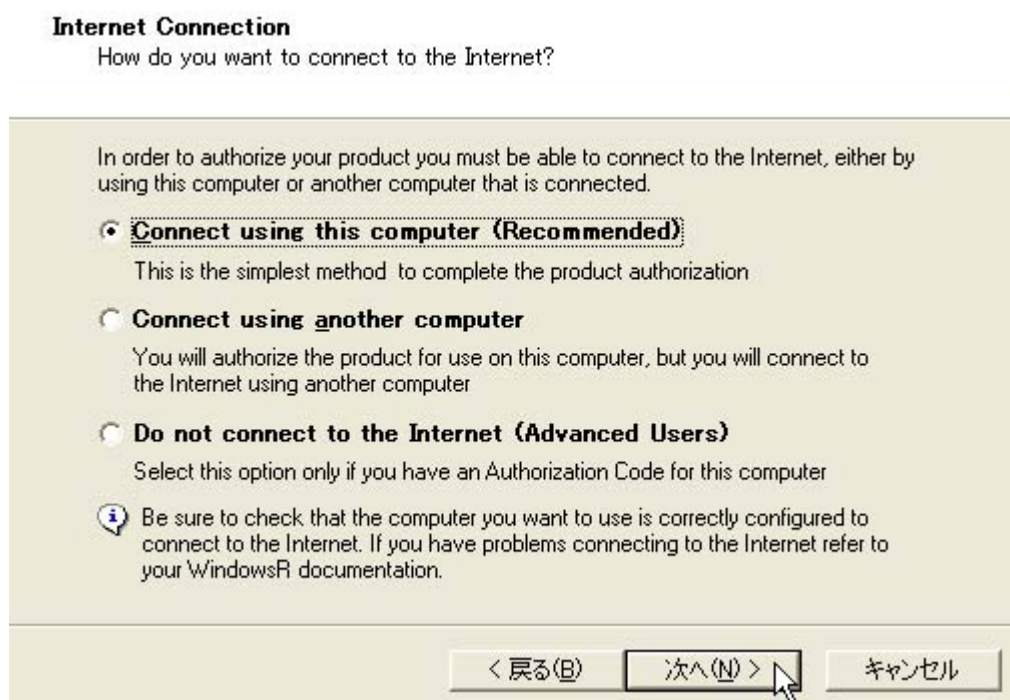 Internet Connection
How do you want to connect to the Internet?
In order to authorize your product you must be able to connect to the Internet, either by
using this computer or another computer that is connected.
Connect using this computer (Recommended)
This is the simplest method to complete the product authorization
Connect using another computer
You will authorize the product for use on this computer, but you will connect to
the Internet using another computer
Do not connect to the Internet (Advanced Users)
Select this option only if you have an Authorization Code for this computer
Be sure to check that the computer you want to use is correctly configured to
connect to the Internet. If you have problems connecting to the Internet refer to
your WindowsR documentation.
< 戻る(B) 次へ(N) > キャンセル